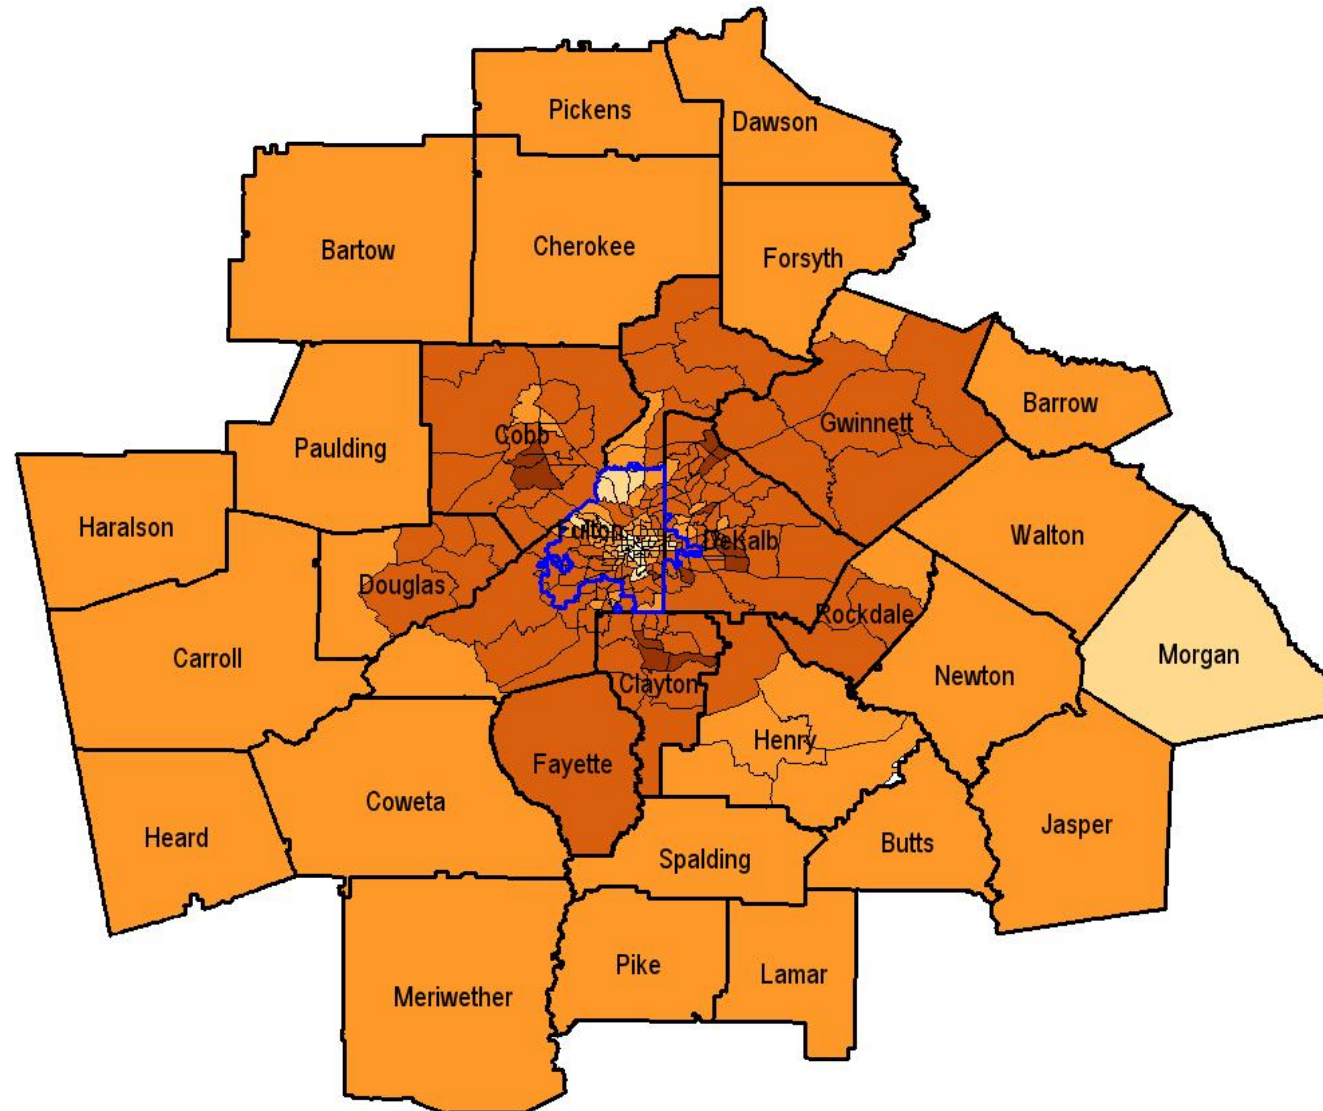 Pickens
Dawson
Bartow
Cherokee
Forsyth
Barrow
Gwinnett
Cobb
Paulding
Haralson
Walton
Fulton
DeKalb
Douglas
Rockdale
Carroll
Morgan
Newton
Clayton
Henry
Fayette
Coweta
Jasper
Heard
Butts
Spalding
Pike
Lamar
Meriwether